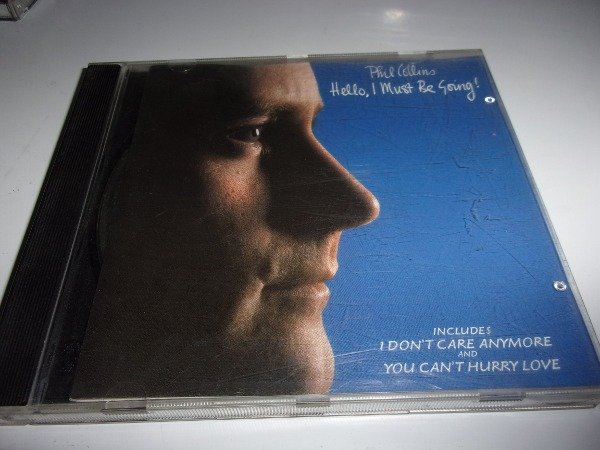 Phil Collins
Hello, I Must Be Going!
INCLUDES
I DON'T CARE ANYMORE
AND
YOU CAN'T HURRY LOVE